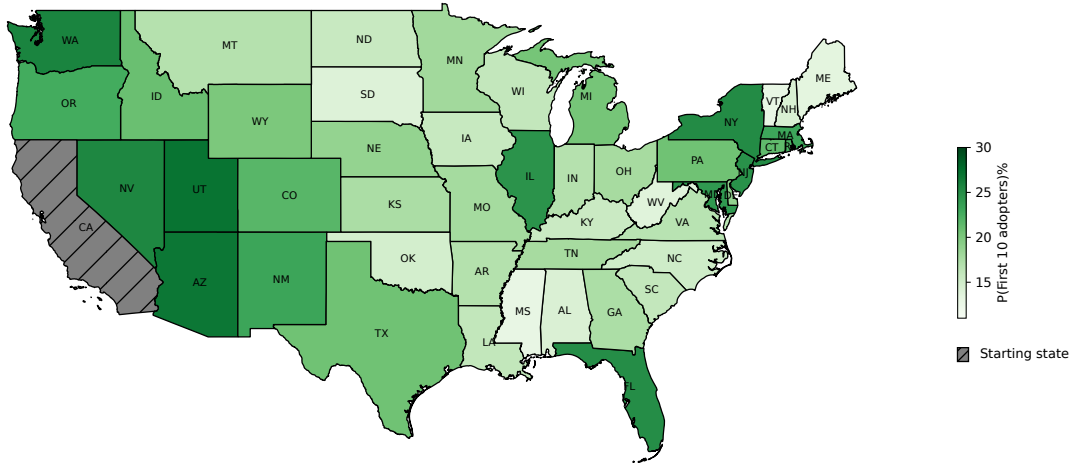 WA
MT
ND
MN
ME
OR
ID
SD
WI
MI
VT
NH
NY
WY
MA
IA
CT
NE
PA
NV
UT
CO
IL
IN
OH
NJ
CA
KS
MO
WV
KY
VA
AZ
NM
OK
AR
TN
NC
TX
LA
MS
AL
GA
SC
FL
30
25
20
15
P(First 10 adopters)%
Starting state